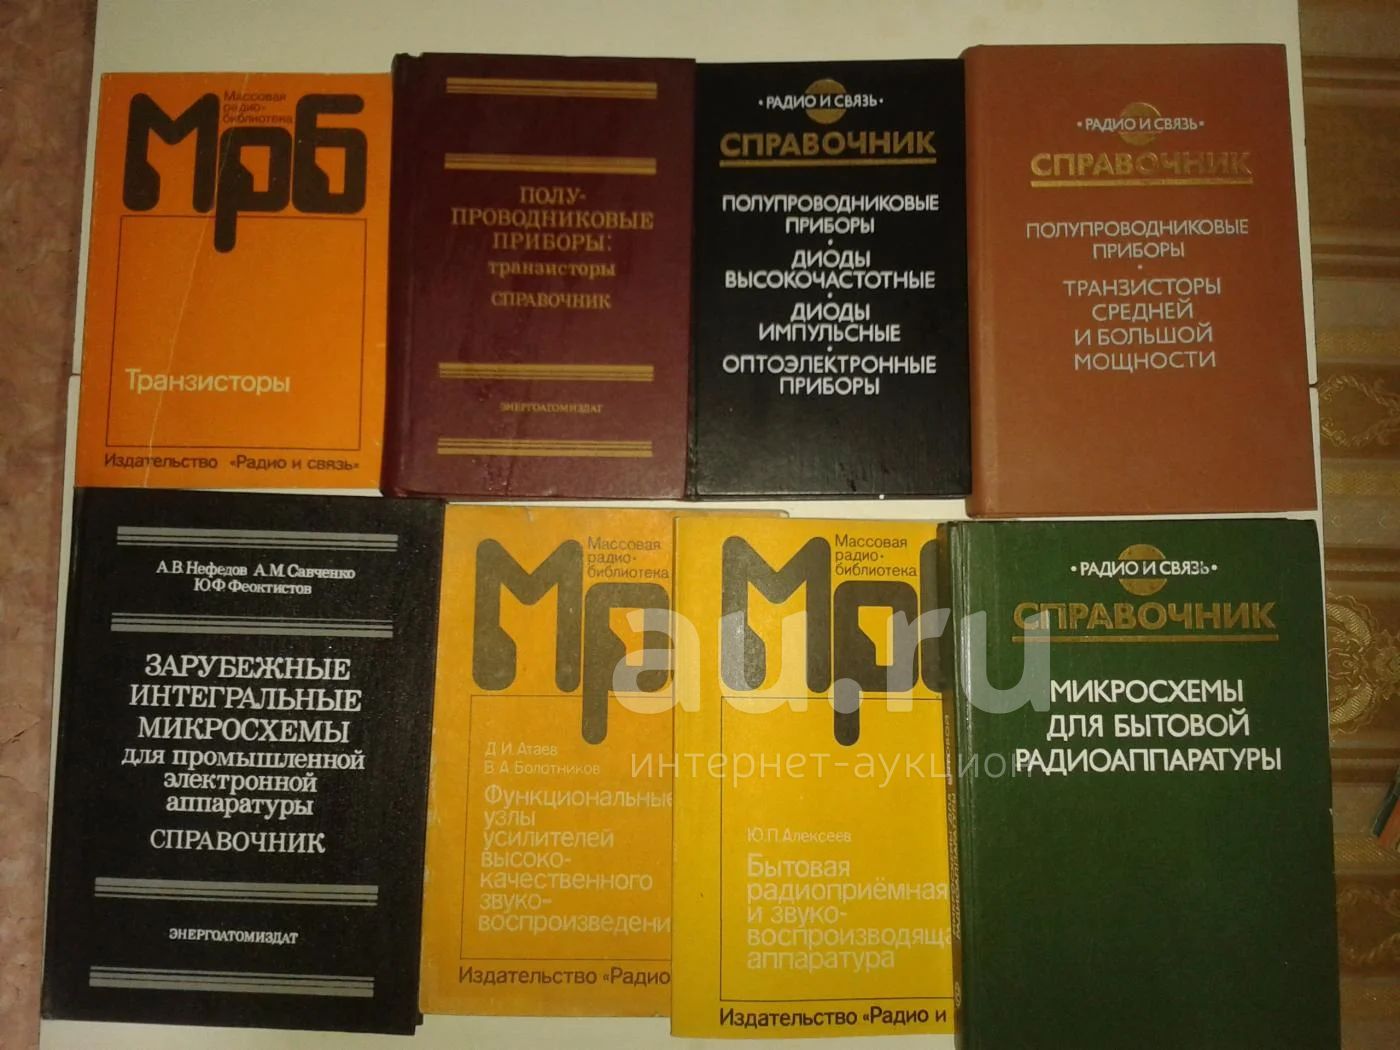 Мрб
Массовая
радио-
библиотека
Транзисторы
Издательство «Радио и связь»
ПОЛУ-
ПРОВОДНИКОВЫЕ
ПРИБОРЫ:
транзисторы
СПРАВОЧНИК
ЭНЕРГОАТОМИЗДАТ
•РАДИО И СВЯЗЬ•
СПРАВОЧНИК
ПОЛУПРОВОДНИКОВЫЕ
ПРИБОРЫ
•
ДИОДЫ
ВЫСОКОЧАСТОТНЫЕ
•
ДИОДЫ
ИМПУЛЬСНЫЕ
•
ОПТОЭЛЕКТРОННЫЕ
ПРИБОРЫ
•РАДИО И СВЯЗЬ•
СПРАВОЧНИК
ПОЛУПРОВОДНИКОВЫЕ
ПРИБОРЫ
•
ТРАНЗИСТОРЫ
СРЕДНЕЙ
И БОЛЬШОЙ
МОЩНОСТИ
А.В.Нефедов А.М.Савченко
Ю.Ф.Феоктистов
ЗАРУБЕЖНЫЕ
ИНТЕГРАЛЬНЫЕ
МИКРОСХЕМЫ
для промышленной
электронной
аппаратуры
СПРАВОЧНИК
ЭНЕРГОАТОМИЗДАТ
Мр
Массовая
радио-
библиотека
Д.И.Атаев
В.А.Болотников
Функциональные
узлы
усилителей
высоко-
качественного
звуко-
воспроизведени
Издательство «Радио
Мр
Массовая
радио-
библиотека
Ю.П.Алексеев
Бытовая
радиоприёмная
и звуко-
воспроизводяща
аппаратура
Издательство «Радио и
•РАДИО И СВЯЗЬ•
СПРАВОЧНИК
МИКРОСХЕМЫ
ДЛЯ БЫТОВОЙ
РАДИОАППАРАТУРЫ
au.ru
интернет-аукцион